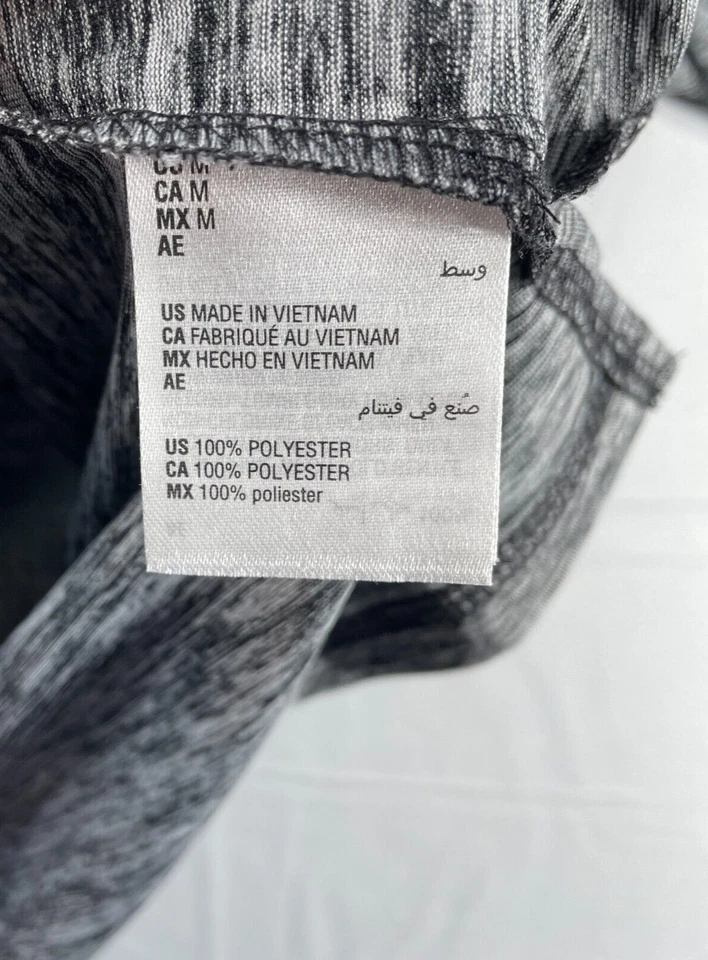 US M
CA M
MX M
AE
وسط
US MADE IN VIETNAM
CA FABRIQUÉ AU VIETNAM
MX HECHO EN VIETNAM
AE
صُنع في فيتنام
US 100% POLYESTER
CA 100% POLYESTER
MX 100% poliester